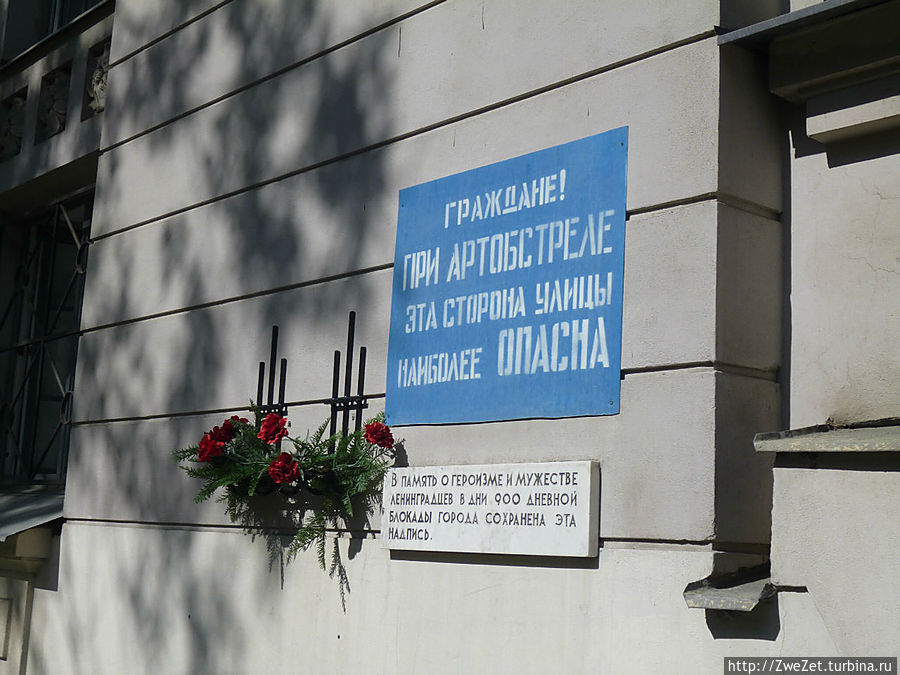 ГРАЖДАНЕ!
ПРИ АРТОБСТРЕЛЕ
ЭТА СТОРОНА УЛИЦЫ
НАИБОЛЕЕ ОПАСНА
В ПАМЯТЬ О ГЕРОИЗМЕ И МУЖЕСТВЕ
ЛЕНИНГРАДЦЕВ В ДНИ 900 ДНЕВНОЙ
БЛОКАДЫ ГОРОДА СОХРАНЕНА ЭТА
НАДПИСЬ.
http://ZweZet.turbina.ru/